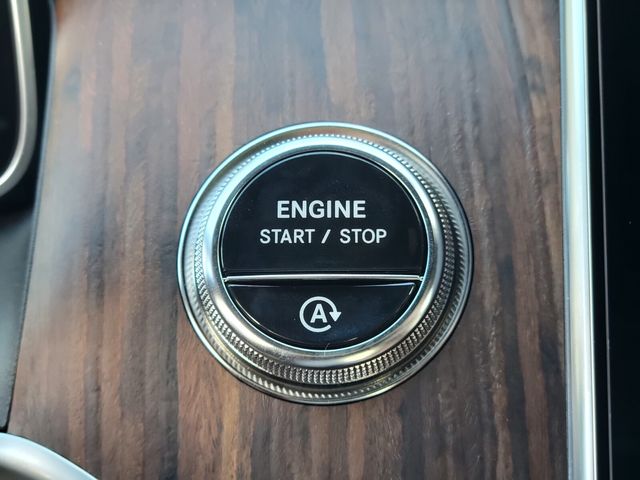 ENGINE
START / STOP
A